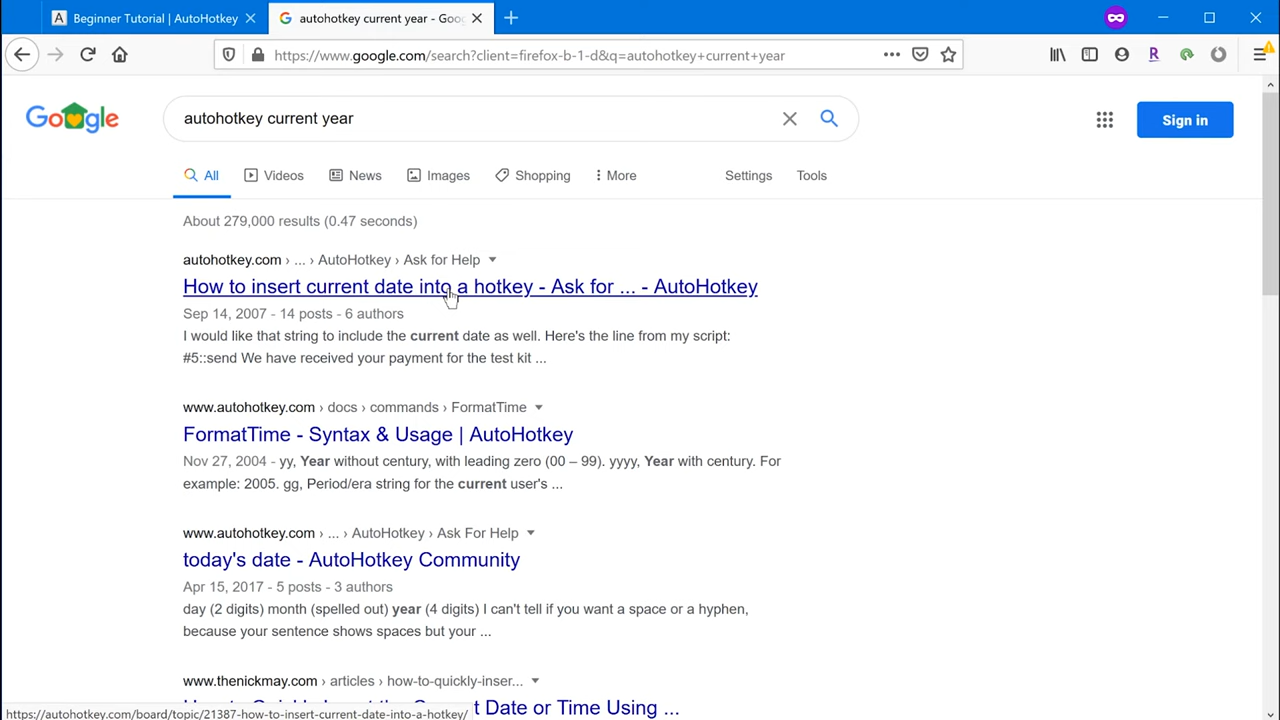 Beginner Tutorial | AutoHotkey
autohotkey current year - Goo
https://www.google.com/search?client=firefox-b-1-d&q=autohotkey+current+year
Google
autohotkey current year
Sign in
All Videos News Images Shopping More Settings Tools
About 279,000 results (0.47 seconds)
autohotkey.com › ... › AutoHotkey › Ask for Help
How to insert current date into a hotkey - Ask for ... - AutoHotkey
Sep 14, 2007 - 14 posts - 6 authors
I would like that string to include the current date as well. Here's the line from my script:
#5::send We have received your payment for the test kit ...
www.autohotkey.com › docs › commands › FormatTime
FormatTime - Syntax & Usage | AutoHotkey
Nov 27, 2004 - yy, Year without century, with leading zero (00 – 99). yyyy, Year with century. For
example: 2005. gg, Period/era string for the current user's ...
www.autohotkey.com › ... › AutoHotkey › Ask For Help
today's date - AutoHotkey Community
Apr 15, 2017 - 5 posts - 3 authors
day (2 digits) month (spelled out) year (4 digits) I can't tell if you want a space or a hyphen,
because your sentence shows spaces but your ...
www.thenickmay.com › articles › how-to-quickly-inser...
t Date or Time Using ...
https://autohotkey.com/board/topic/21387-how-to-insert-current-date-into-a-hotkey/